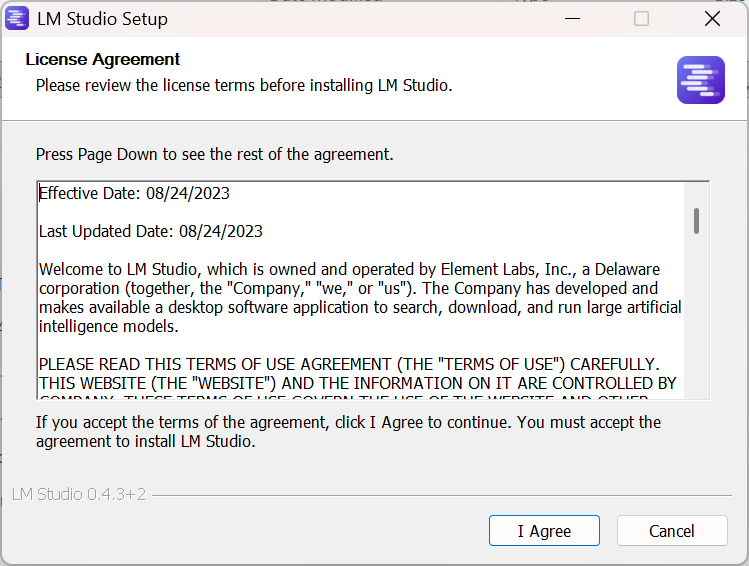 LM Studio Setup
License Agreement
Please review the license terms before installing LM Studio.
Press Page Down to see the rest of the agreement.
Effective Date: 08/24/2023
Last Updated Date: 08/24/2023
Welcome to LM Studio, which is owned and operated by Element Labs, Inc., a Delaware
corporation (together, the "Company," "we," or "us"). The Company has developed and
makes available a desktop software application to search, download, and run large artificial
intelligence models.
PLEASE READ THIS TERMS OF USE AGREEMENT (THE "TERMS OF USE") CAREFULLY.
THIS WEBSITE (THE "WEBSITE") AND THE INFORMATION ON IT ARE CONTROLLED BY
COMPANY. THESE TERMS OF USE GOVERN THE USE OF THE WEBSITE AND OTHER
If you accept the terms of the agreement, click I Agree to continue. You must accept the
agreement to install LM Studio.
LM Studio 0.4.3+2
I Agree
Cancel